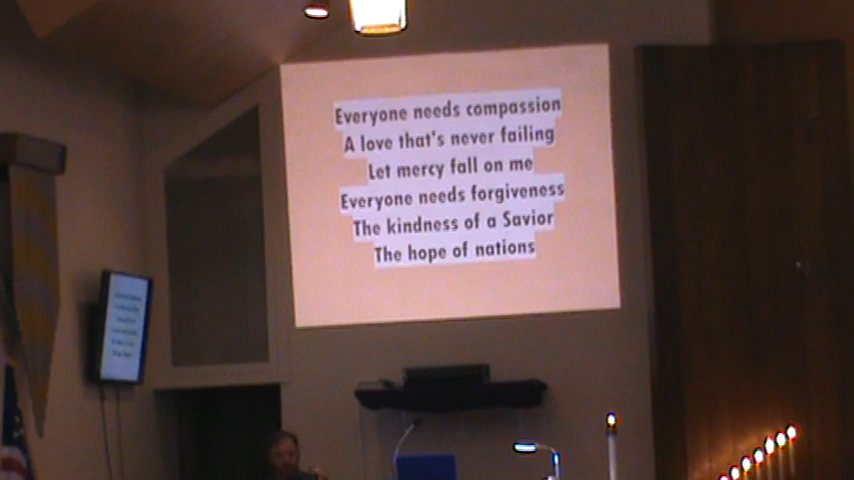 Everyone needs compassion
A love that's never failing
Let mercy fall on me
Everyone needs forgiveness
The kindness of a Savior
The hope of nations